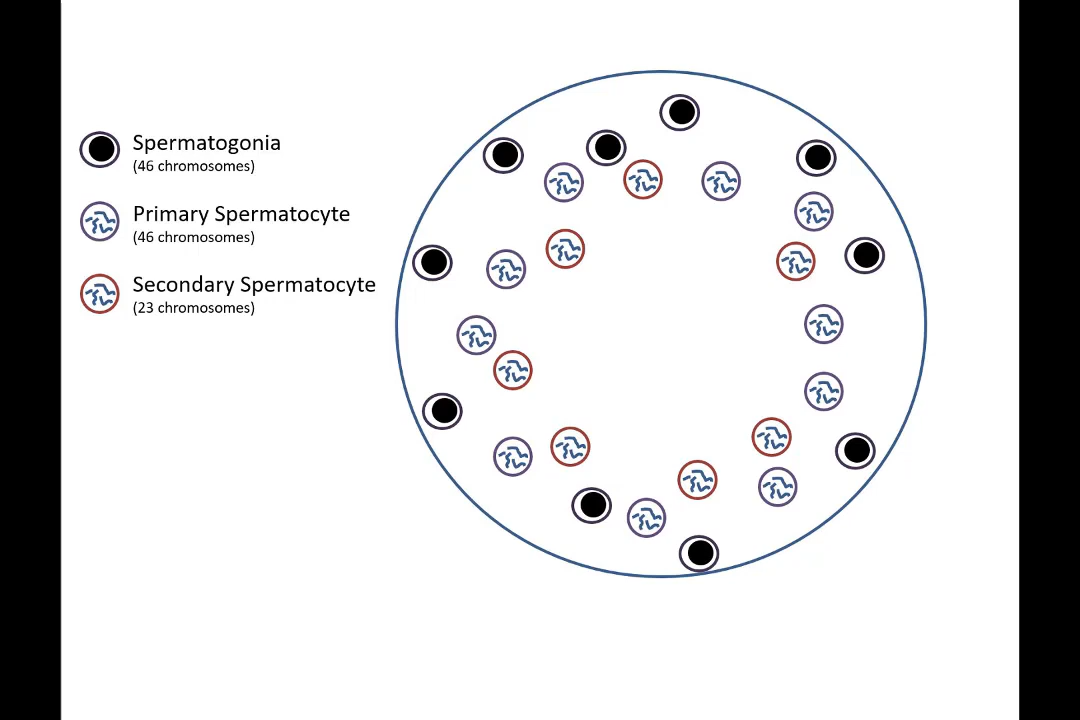 Spermatogonia
(46 chromosomes)
Primary Spermatocyte
(46 chromosomes)
Secondary Spermatocyte
(23 chromosomes)